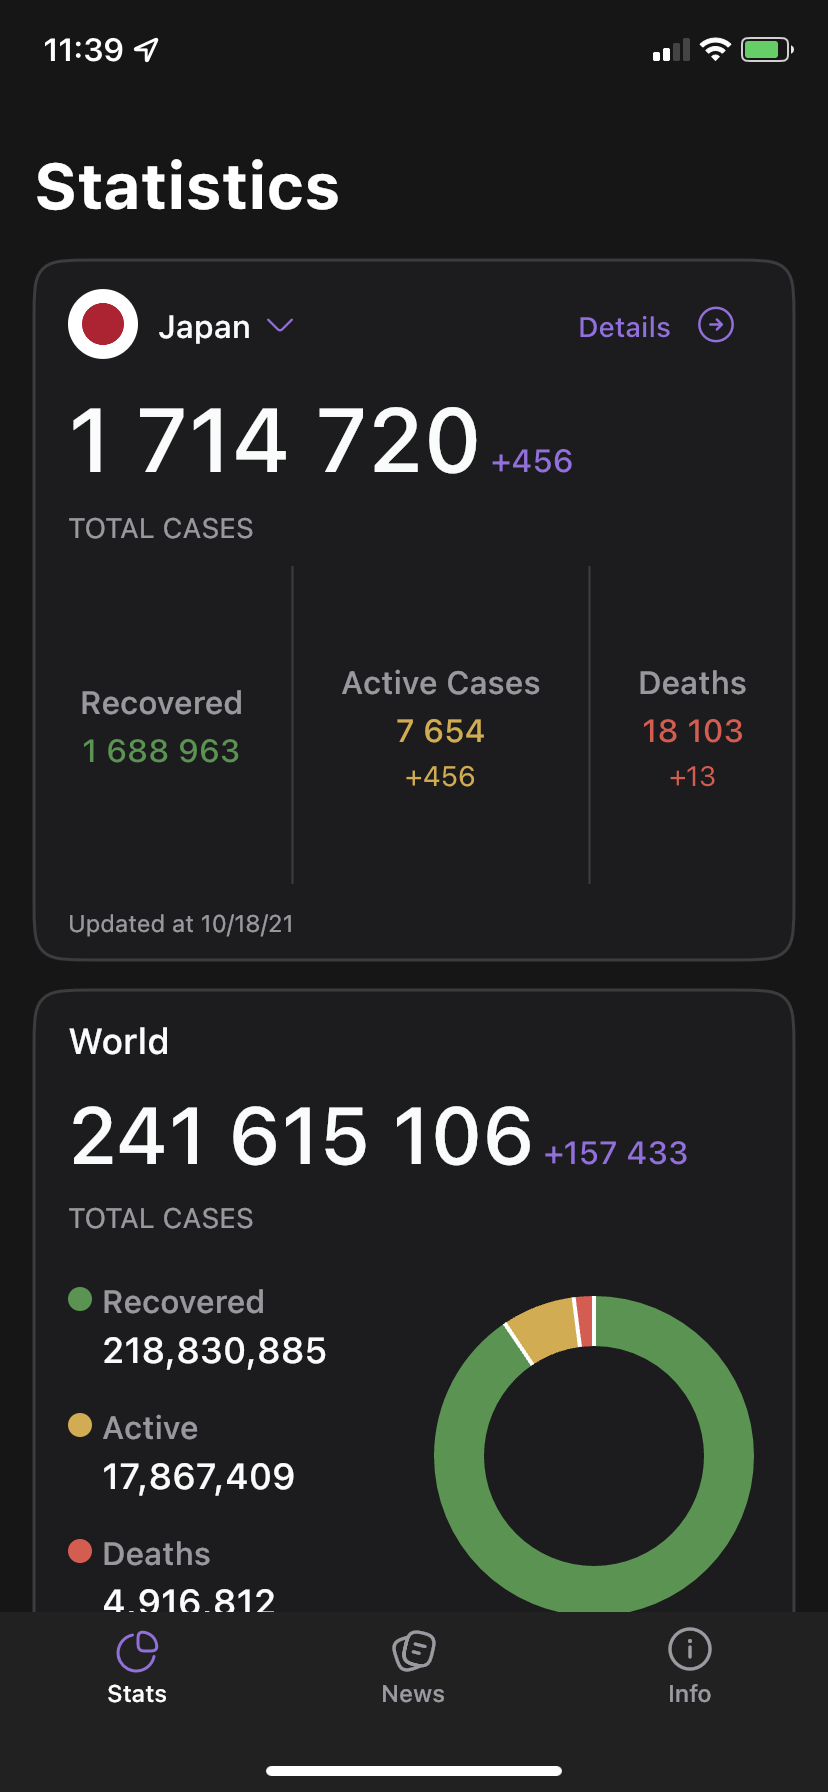 11:39
Statistics
Japan
Details
1 714 720 +456
TOTAL CASES
Recovered
1 688 963
Active Cases
7 654
+456
Deaths
18 103
+13
Updated at 10/18/21
World
241 615 106 +157 433
TOTAL CASES
Recovered
218,830,885
Active
17,867,409
Deaths
4,916,812
Stats
News
Info